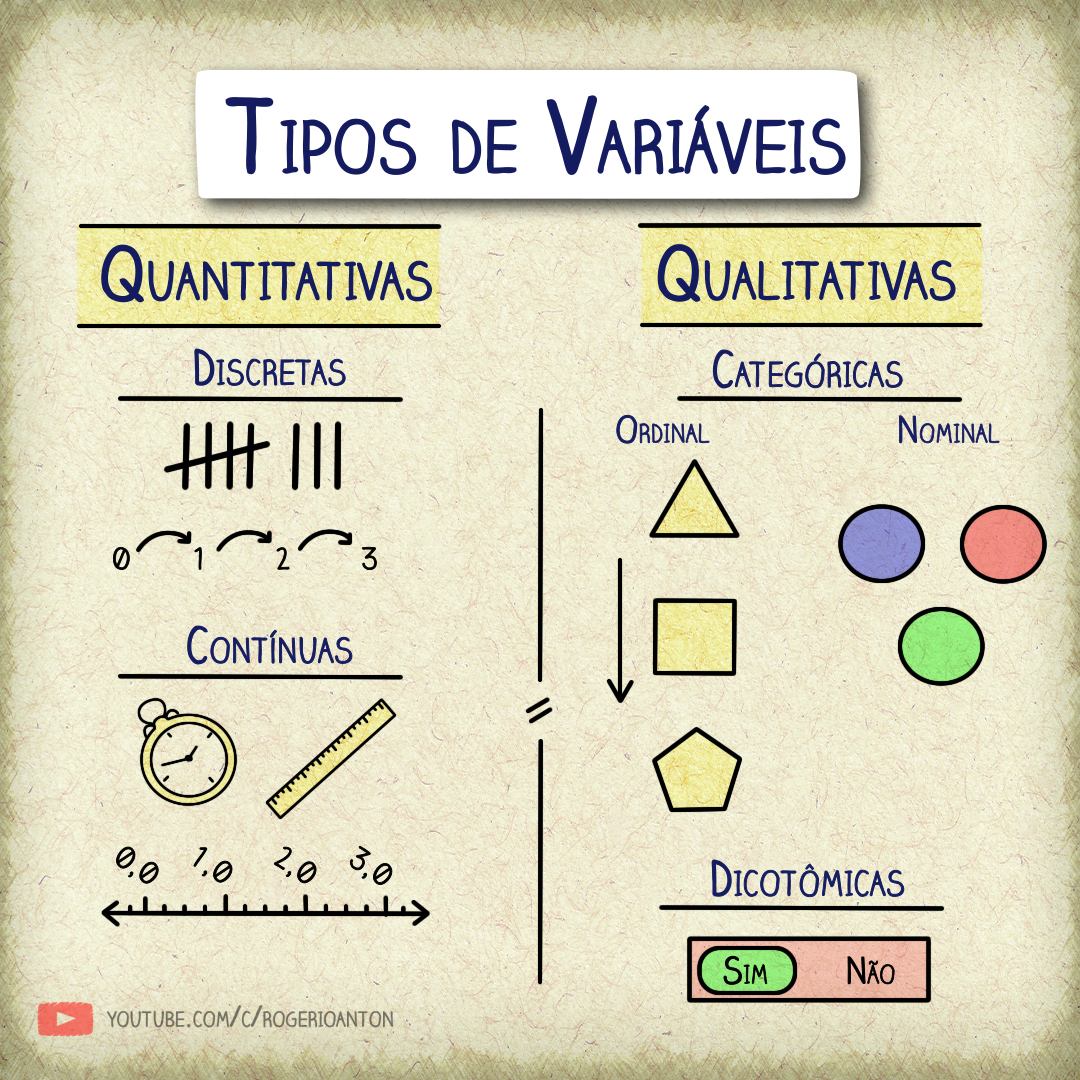 Tipos de Variáveis
Quantitativas
Discretas
0 1 2 3
Contínuas
0,0 1,0 2,0 3,0
Qualitativas
Categóricas
Ordinal Nominal
Dicotômicas
Sim Não
youtube.com/c/rogerioanton